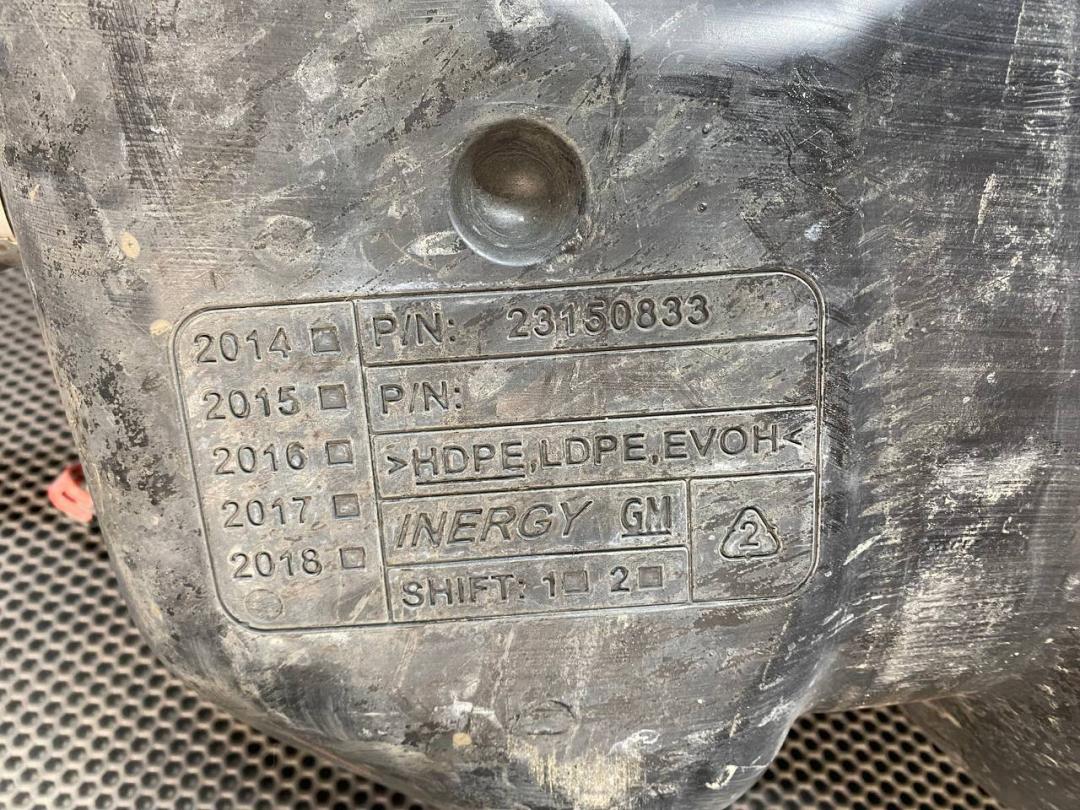 2014
2015
2016
2017
2018
P/N: 23150833
P/N:
>HDPE,LDPE,EVOH<
INERGY GM
SHIFT: 1 2
2